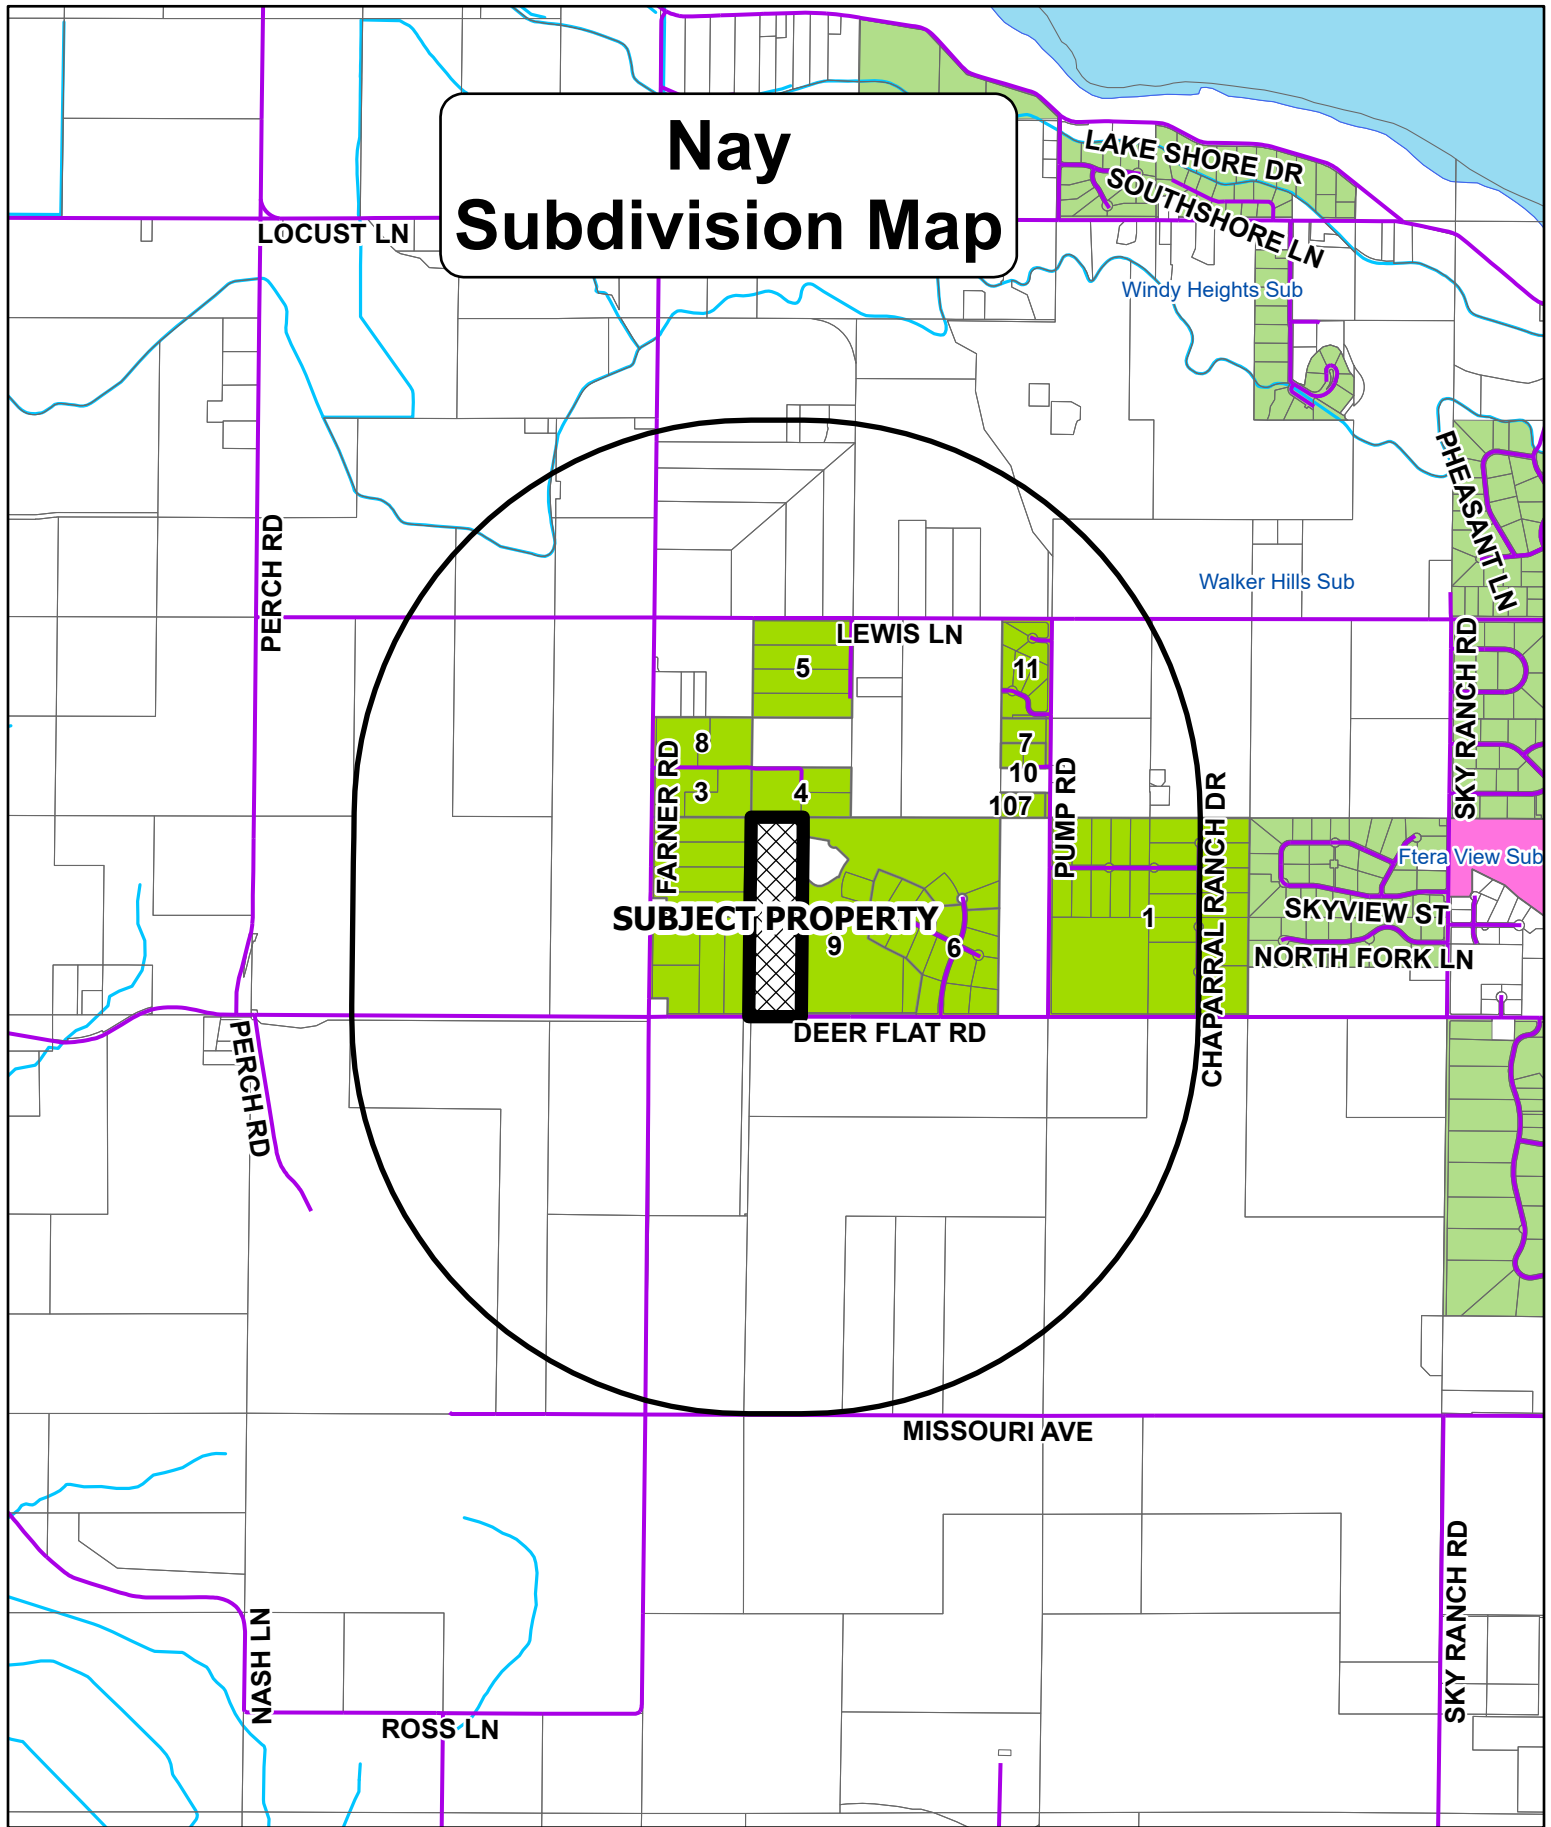 Nay
Subdivision Map
LAKE SHORE DR
SOUTHSHORE LN
LOCUST LN
Windy Heights Sub
PHEASANT LN
PERCH RD
Walker Hills Sub
LEWIS LN
5
11
SKY RANCH RD
8
7
FARNER RD
10
PUMP RD
3
4
107
CHAPARRAL RANCH DR
Ftera View Sub
SUBJECT PROPERTY
9
6
1
SKYVIEW ST
NORTH FORK LN
DEER FLAT RD
PERCH RD
MISSOURI AVE
SKY RANCH RD
NASH LN
ROSS LN